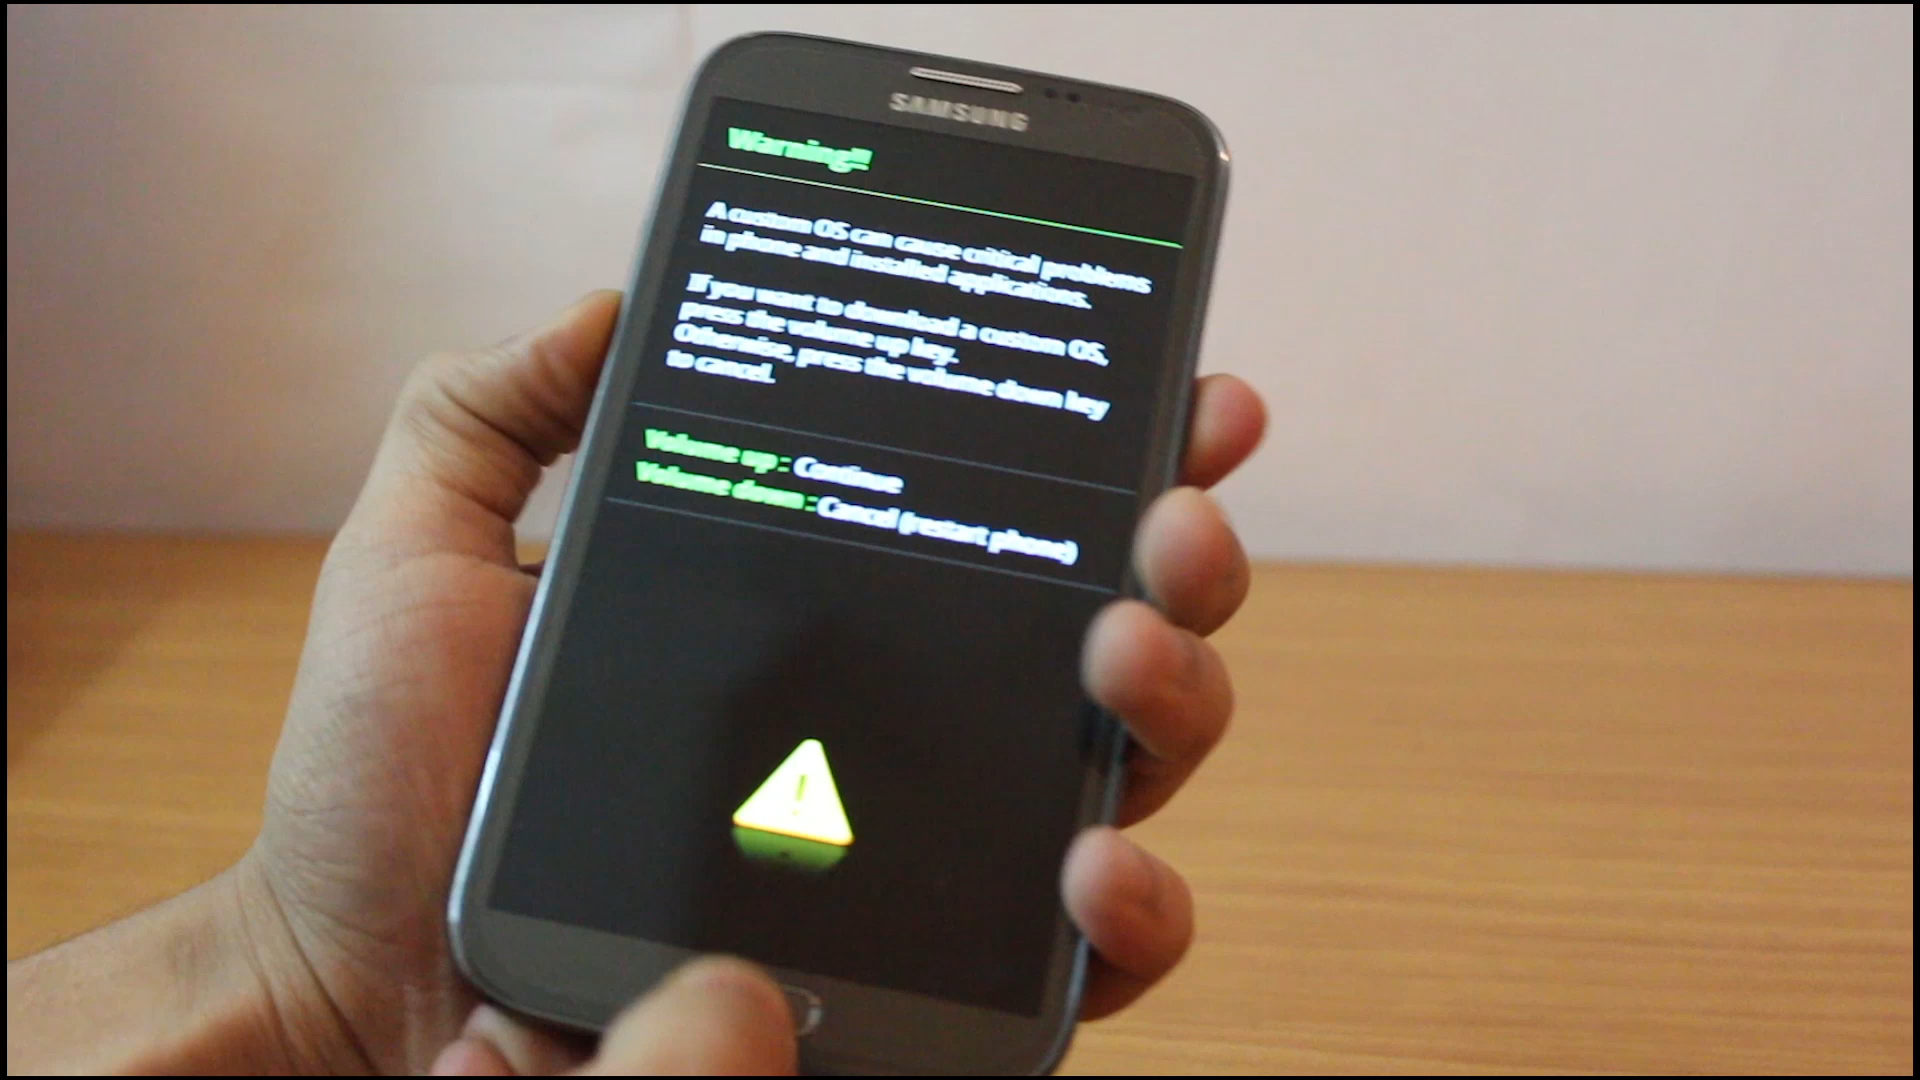 SAMSUNG
Warning!!
A custom OS can cause critical problems
in phone and installed applications.
If you want to download a custom OS,
press the volume up key.
Otherwise, press the volume down key
to cancel.
Volume up : Continue
Volume down : Cancel (restart phone)